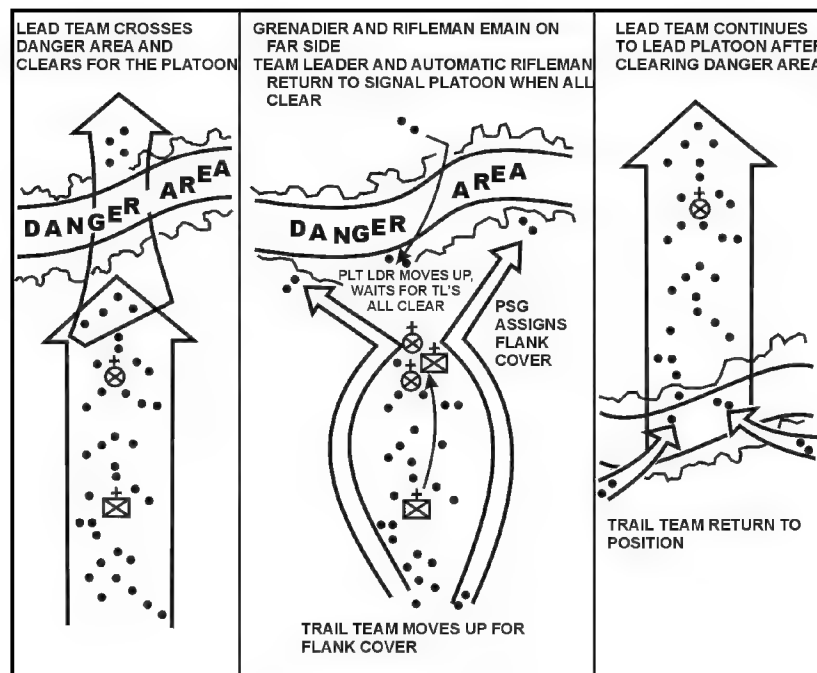 LEAD TEAM CROSSES
DANGER AREA AND
CLEARS FOR THE PLATOON
DANGER AREA
GRENADIER AND RIFLEMAN EMAIN ON
FAR SIDE
TEAM LEADER AND AUTOMATIC RIFLEMAN
RETURN TO SIGNAL PLATOON WHEN ALL
CLEAR
DANGER AREA
PLT LDR MOVES UP,
WAITS FOR TL'S
ALL CLEAR
PSG
ASSIGNS
FLANK
COVER
TRAIL TEAM MOVES UP FOR
FLANK COVER
LEAD TEAM CONTINUES
TO LEAD PLATOON AFTER
CLEARING DANGER AREA
TRAIL TEAM RETURN TO
POSITION